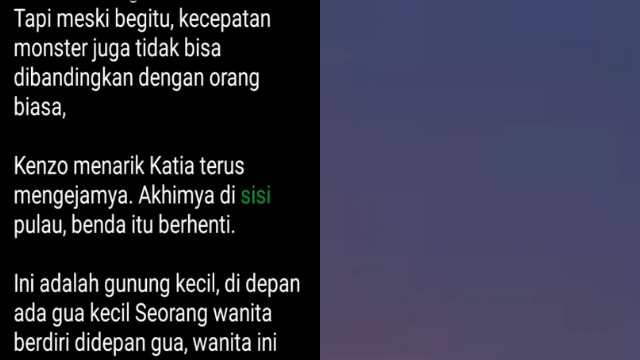 Tapi meski begitu, kecepatan
monster juga tidak bisa
dibandingkan dengan orang
biasa,
Kenzo menarik Katia terus
mengejamya. Akhimya di sisi
pulau, benda itu berhenti.
Ini adalah gunung kecil, di depan
ada gua kecil Seorang wanita
berdiri didepan gua, wanita ini